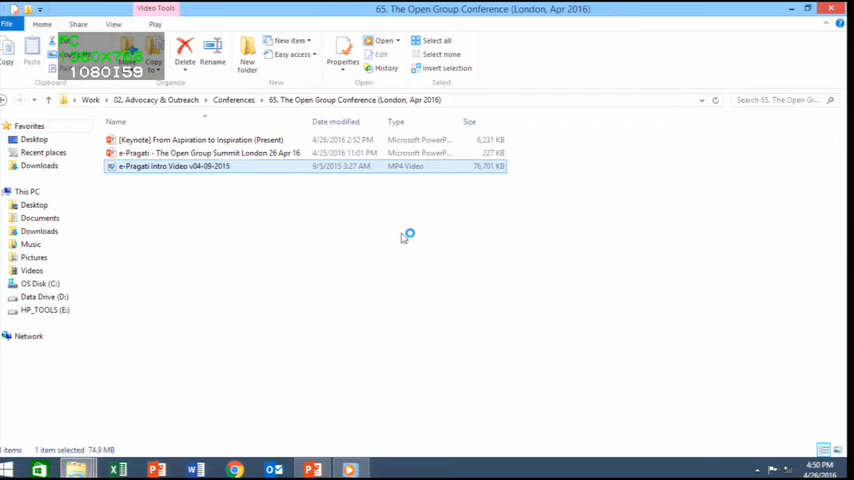 Video Tools
65. The Open Group Conference (London, Apr 2016)
File Home Share View Play
PC
1080I59
Copy
Paste
Cut
Move
Copy to
Delete
Rename
New folder
New item
Easy access
Properties
Open
Edit
History
Select all
Select none
Invert selection
Clipboard
Organize
New
Open
Select
Work 02. Advocacy & Outreach Conferences 65. The Open Group Conference (London, Apr 2016)
Search 65. The Open Gr...
Name Date modified Type Size
[Keynote] From Aspiration to Inspiration (Present) 4/26/2016 2:52 PM Microsoft PowerP... 6,231 KB
e-Pragati - The Open Group Summit London 26 Apr 16 4/25/2016 11:01 PM Microsoft PowerP... 227 KB
e-Pragati Intro Video v04-09-2015 9/5/2015 3:27 AM MP4 Video 76,701 KB
Favorites
Desktop
Recent places
Downloads
This PC
Desktop
Documents
Downloads
Music
Pictures
Videos
OS Disk (C:)
Data Drive (D:)
HP_TOOLS (E:)
Network
items 1 item selected 74.9 MB
4:50 PM
4/26/2016